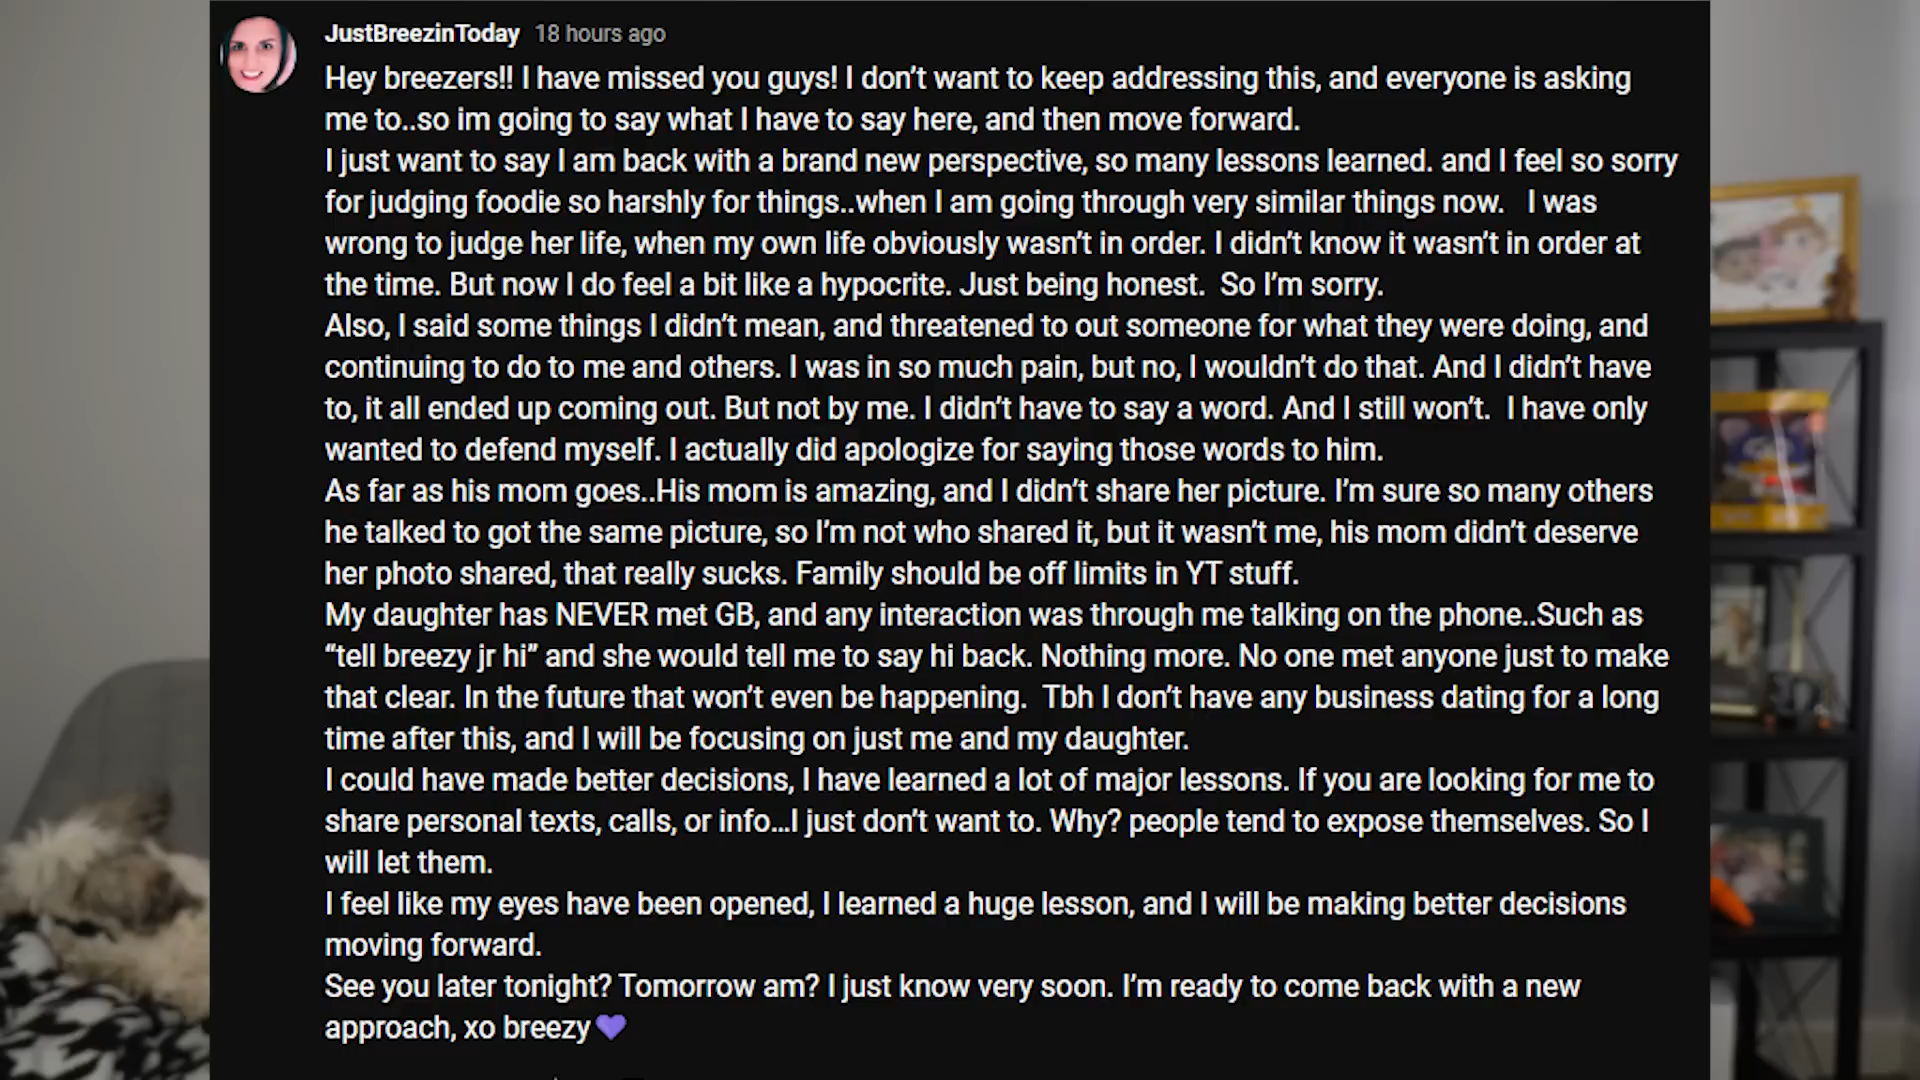 JustBreezinToday 18 hours ago
Hey breezers!! I have missed you guys! I don't want to keep addressing this, and everyone is asking
me to..so im going to say what I have to say here, and then move forward.
I just want to say I am back with a brand new perspective, so many lessons learned. and I feel so sorry
for judging foodie so harshly for things..when I am going through very similar things now.   I was
wrong to judge her life, when my own life obviously wasn't in order. I didn't know it wasn't in order at
the time. But now I do feel a bit like a hypocrite. Just being honest.  So I'm sorry.
Also, I said some things I didn't mean, and threatened to out someone for what they were doing, and
continuing to do to me and others. I was in so much pain, but no, I wouldn't do that. And I didn't have
to, it all ended up coming out. But not by me. I didn't have to say a word. And I still won't.  I have only
wanted to defend myself. I actually did apologize for saying those words to him.
As far as his mom goes..His mom is amazing, and I didn't share her picture. I'm sure so many others
he talked to got the same picture, so I'm not who shared it, but it wasn't me, his mom didn't deserve
her photo shared, that really sucks. Family should be off limits in YT stuff.
My daughter has NEVER met GB, and any interaction was through me talking on the phone..Such as
“tell breezy jr hi” and she would tell me to say hi back. Nothing more. No one met anyone just to make
that clear. In the future that won't even be happening.  Tbh I don't have any business dating for a long
time after this, and I will be focusing on just me and my daughter.
I could have made better decisions, I have learned a lot of major lessons. If you are looking for me to
share personal texts, calls, or info...I just don't want to. Why? people tend to expose themselves. So I
will let them.
I feel like my eyes have been opened, I learned a huge lesson, and I will be making better decisions
moving forward.
See you later tonight? Tomorrow am? I just know very soon. I'm ready to come back with a new
approach, xo breezy💜